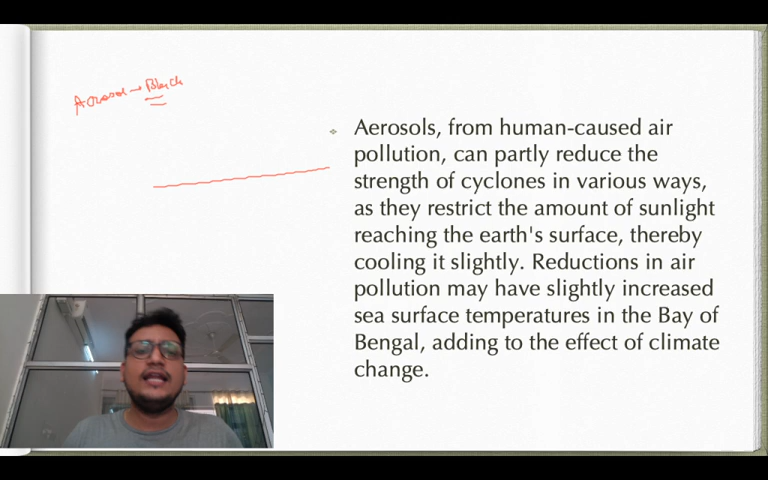 Aerosol → Black
Aerosols, from human-caused air
pollution, can partly reduce the
strength of cyclones in various ways,
as they restrict the amount of sunlight
reaching the earth's surface, thereby
cooling it slightly. Reductions in air
pollution may have slightly increased
sea surface temperatures in the Bay of
Bengal, adding to the effect of climate
change.